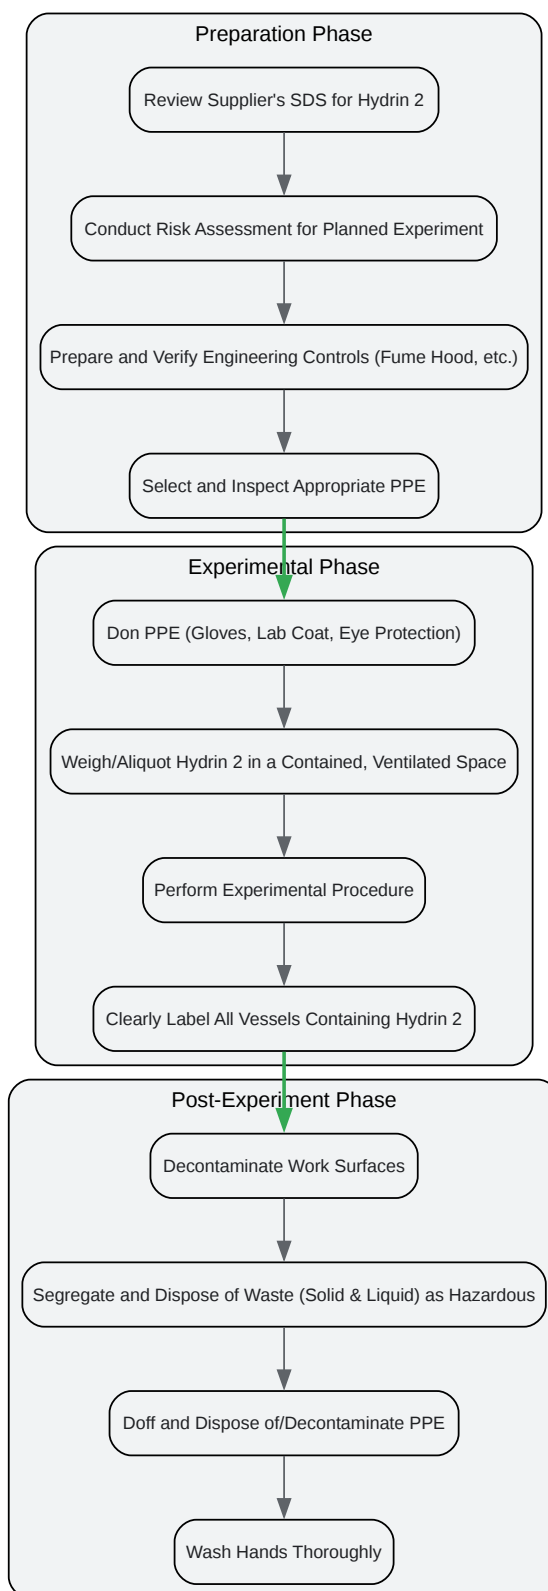 Preparation Phase
Review Supplier's SDS for Hydrin 2
Conduct Risk Assessment for Planned Experiment
Prepare and Verify Engineering Controls (Fume Hood, etc.)
Select and Inspect Appropriate PPE
Experimental Phase
Don PPE (Gloves, Lab Coat, Eye Protection)
Weigh/Aliquot Hydrin 2 in a Contained, Ventilated Space
Perform Experimental Procedure
Clearly Label All Vessels Containing Hydrin 2
Post-Experiment Phase
Decontaminate Work Surfaces
Segregate and Dispose of Waste (Solid & Liquid) as Hazardous
Doff and Dispose of/Decontaminate PPE
Wash Hands Thoroughly